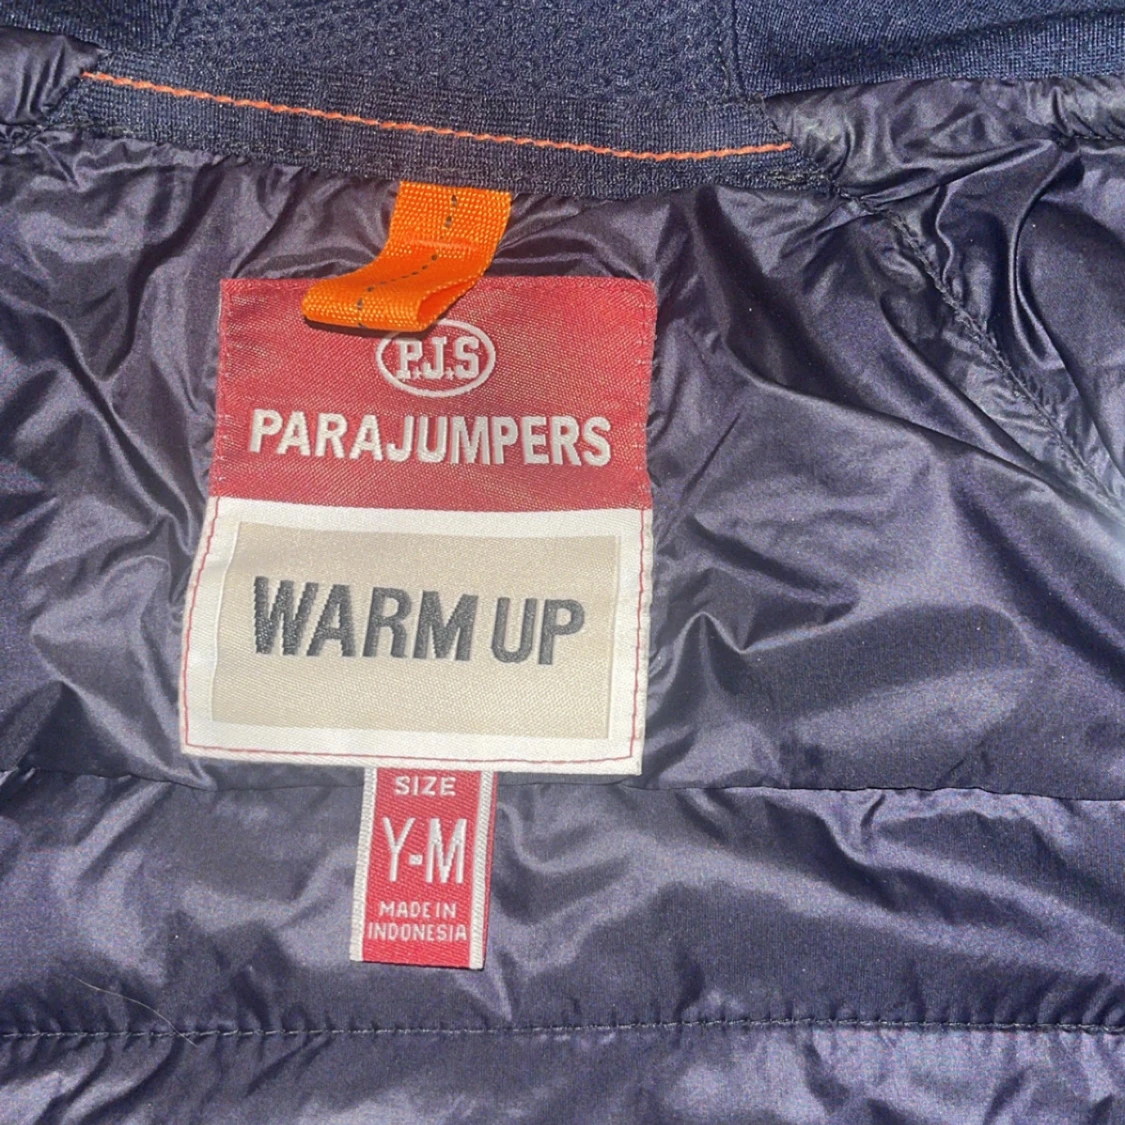 P.J.S
PARAJUMPERS
WARM UP
SIZE
Y-M
MADE IN
INDONESIA